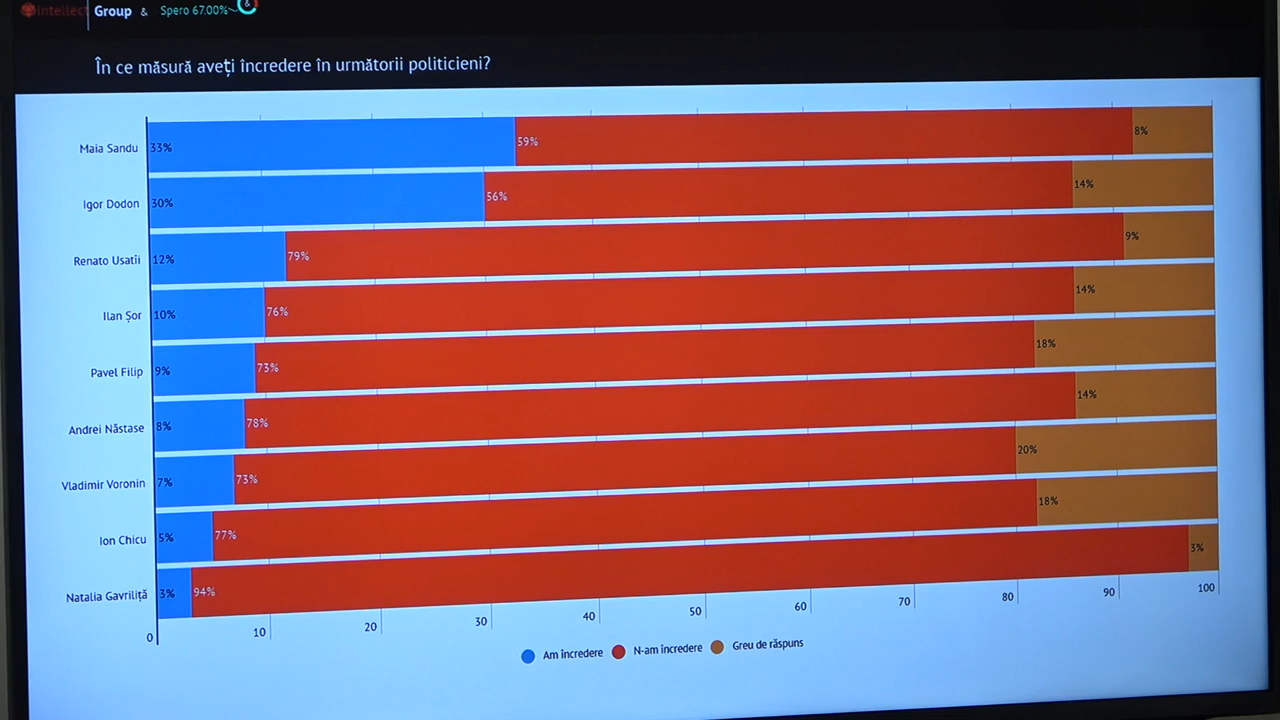 Intellect Group & Spero 67.00%
În ce măsură aveți încredere în următorii politicieni?
Maia Sandu 33% 59% 8%
Igor Dodon 30% 56% 14%
Renato Usatîi 12% 79% 9%
Ilan Șor 10% 76% 14%
Pavel Filip 9% 73% 18%
Andrei Năstase 8% 78% 14%
Vladimir Voronin 7% 73% 20%
Ion Chicu 5% 77% 18%
Natalia Gavriliță 3% 94% 3%
0 10 20 30 40 50 60 70 80 90 100
Am încredere N-am încredere Greu de răspuns